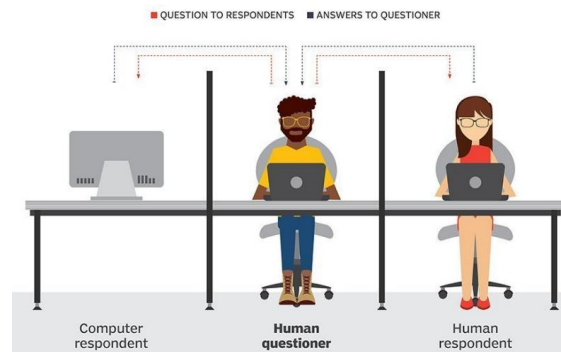 QUESTION TO RESPONDENTS ANSWERS TO QUESTIONER
Computer respondent
Human questioner
Human respondent